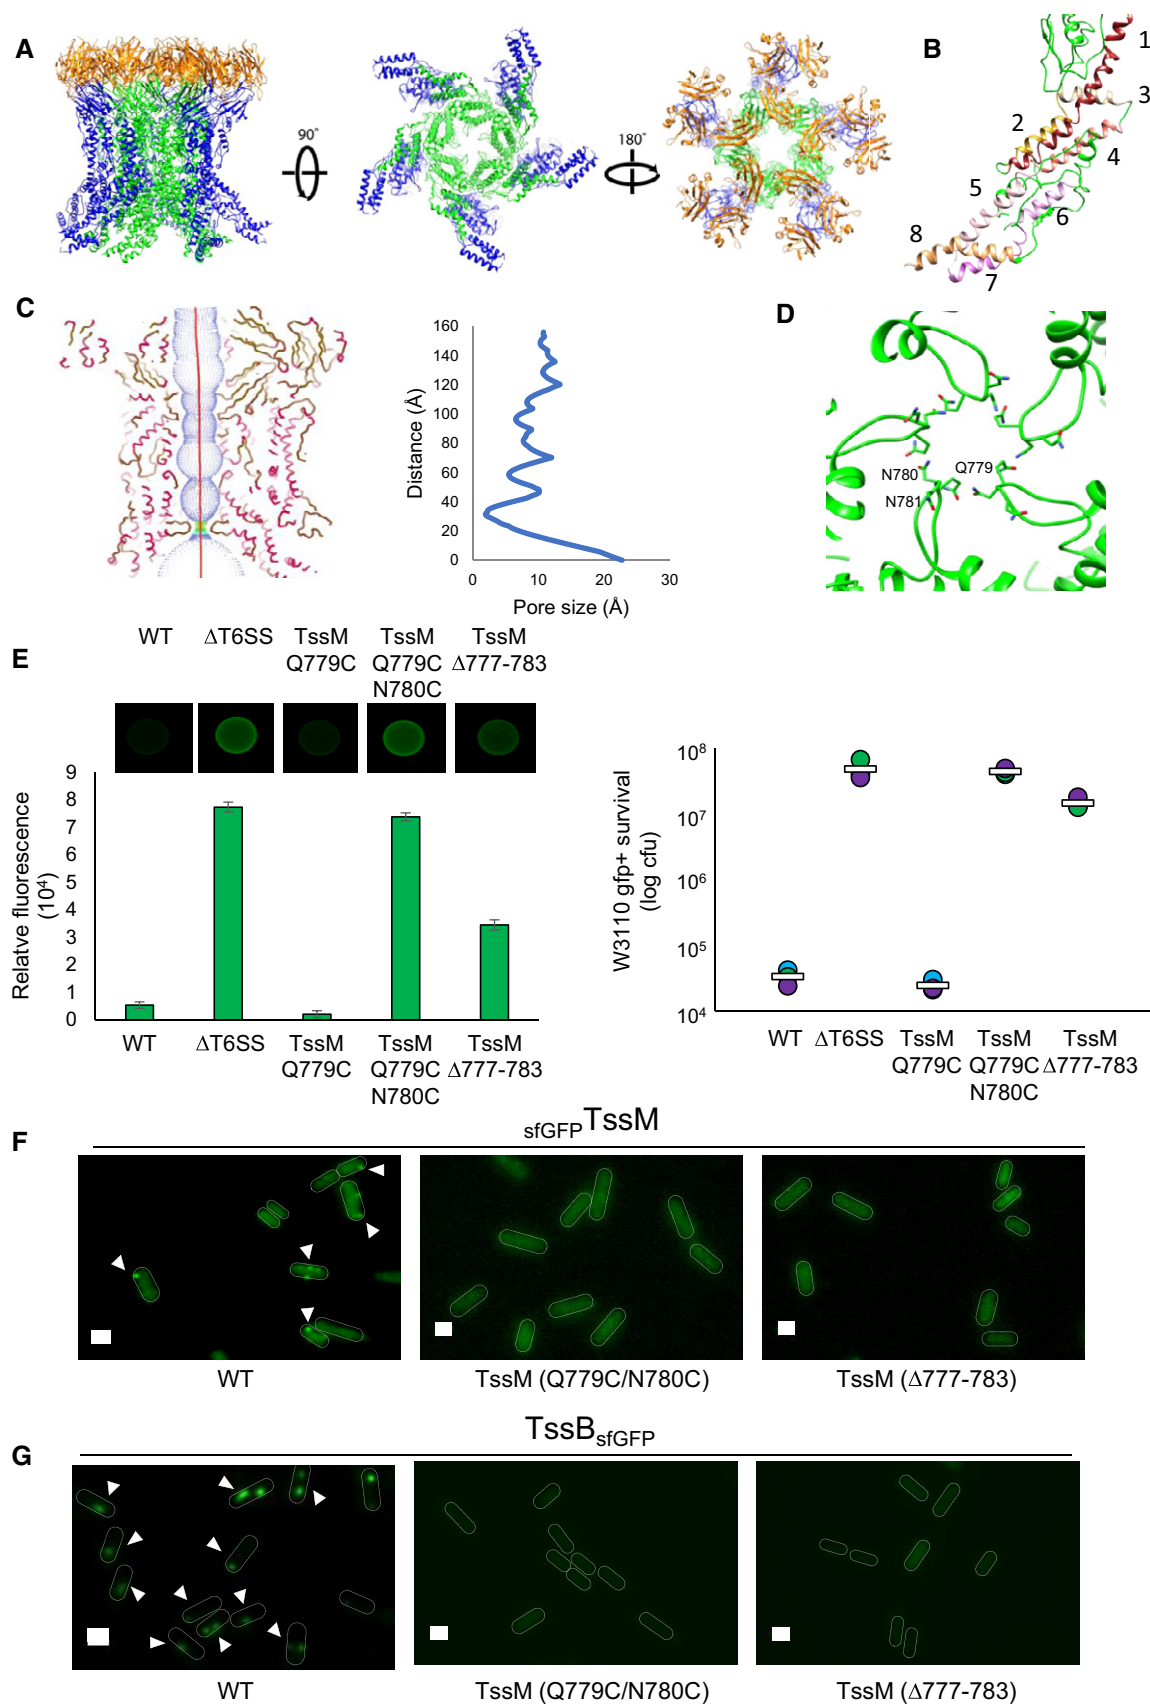 A
90°
180°
B
1
3
2
4
5
6
8
7
C
160
140
120
100
80
60
40
20
0
Distance (Å)
0 10 20 30
Pore size (Å)
D
N780
Q779
N781
E
WT ΔT6SS TssM TssM TssM
Q779C Q779C Δ777-783
N780C
9
8
7
6
5
4
3
2
1
0
Relatve fluorescence
(10⁴)
WT ΔT6SS TssM TssM TssM
Q779C Q779C Δ777-783
N780C
10⁸
10⁷
10⁶
10⁵
10⁴
W3110 gfp+ survival
(log cfu)
WT ΔT6SS TssM TssM TssM
Q779C Q779C Δ777-783
N780C
F
sfGFPTssM
WT
TssM (Q779C/N780C)
TssM (Δ777-783)
G
TssBsfGFP
WT
TssM (Q779C/N780C)
TssM (Δ777-783)